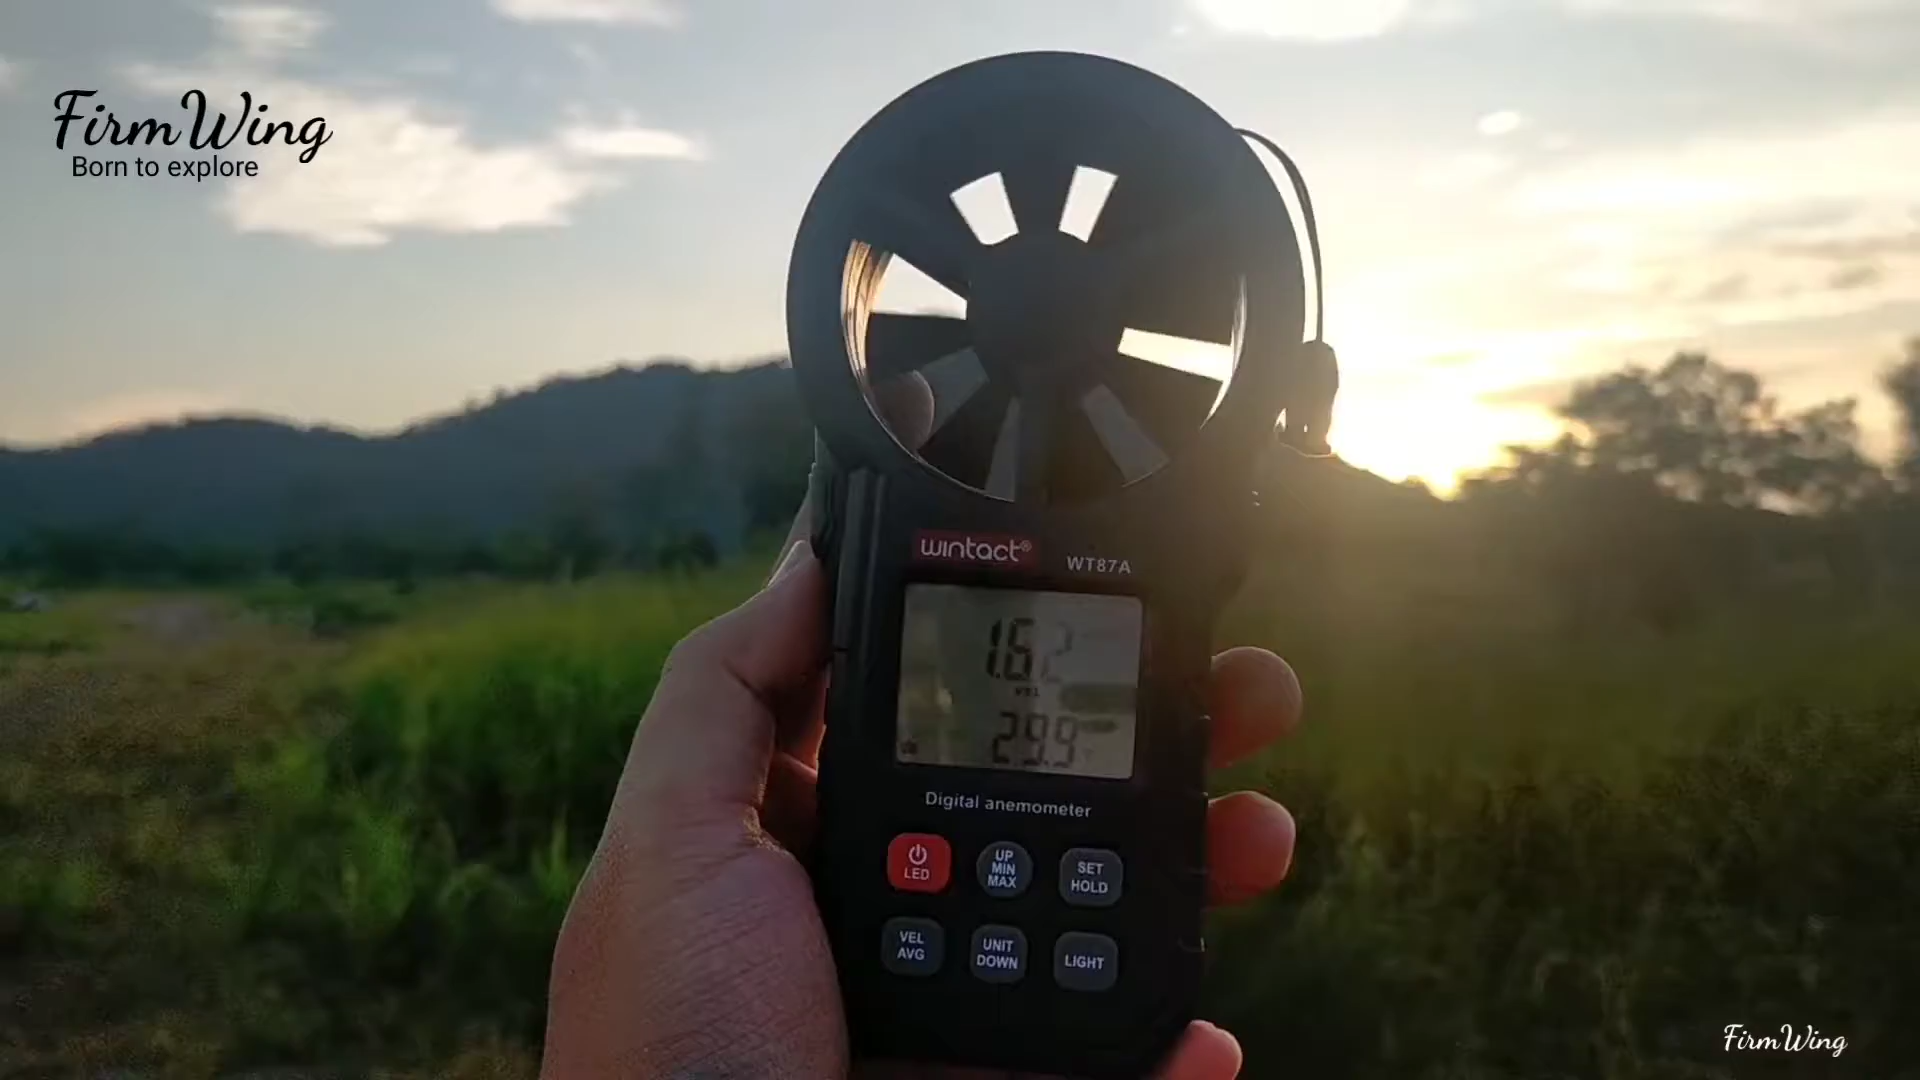 FirmWing
Born to explore
wintact®
WT87A
1.62
VEL
29.9
Digital anemometer
LED
UP
MIN
MAX
SET
HOLD
VEL
AVG
UNIT
DOWN
LIGHT
FirmWing